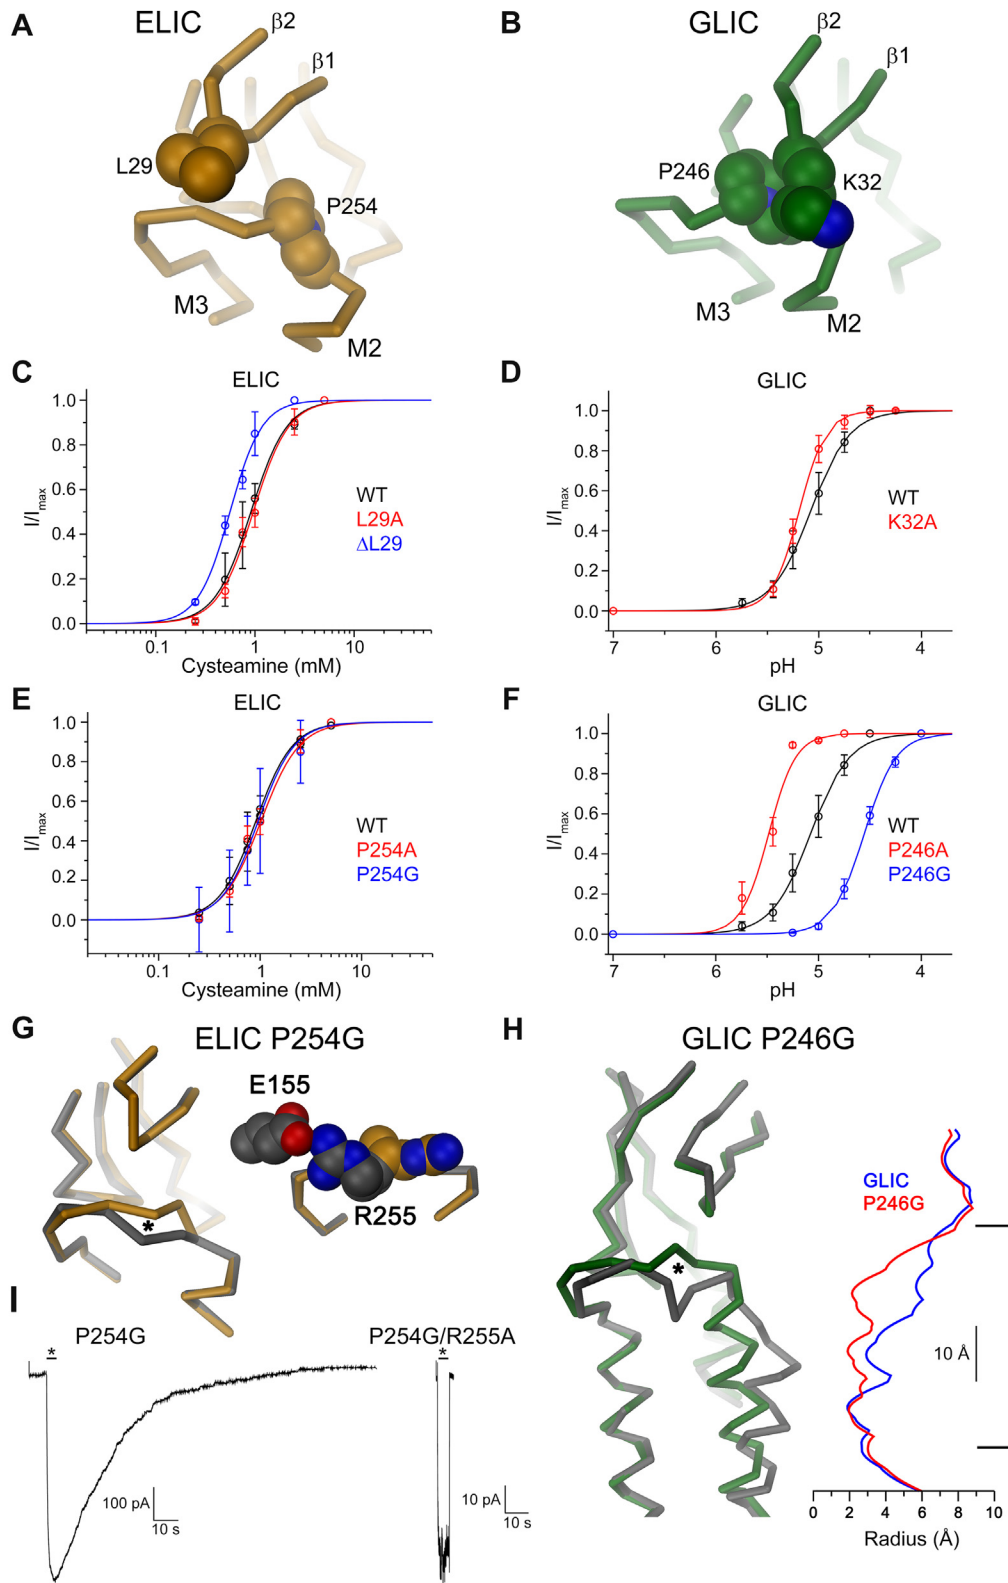 A
ELIC
β2
β1
L29
P254
M3
M2
B
GLIC
β2
β1
P246
K32
M3
M2
C
ELIC
1.0
0.8
0.6
0.4
0.2
0.0
I/Imax
WT
L29A
ΔL29
0.1
1
10
Cysteamine (mM)
D
GLIC
1.0
0.8
0.6
0.4
0.2
0.0
I/Imax
WT
K32A
7
6
5
4
pH
E
ELIC
1.0
0.8
0.6
0.4
0.2
0.0
I/Imax
WT
P254A
P254G
0.1
1
10
Cysteamine (mM)
F
GLIC
1.0
0.8
0.6
0.4
0.2
0.0
I/Imax
WT
P246A
P246G
7
6
5
4
pH
G
ELIC P254G
E155
R255
*
H
GLIC P246G
*
GLIC
P246G
10 Å
0
2
4
6
8
10
Radius (Å)
I
P254G
*
100 pA
10 s
P254G/R255A
*
10 pA
10 s